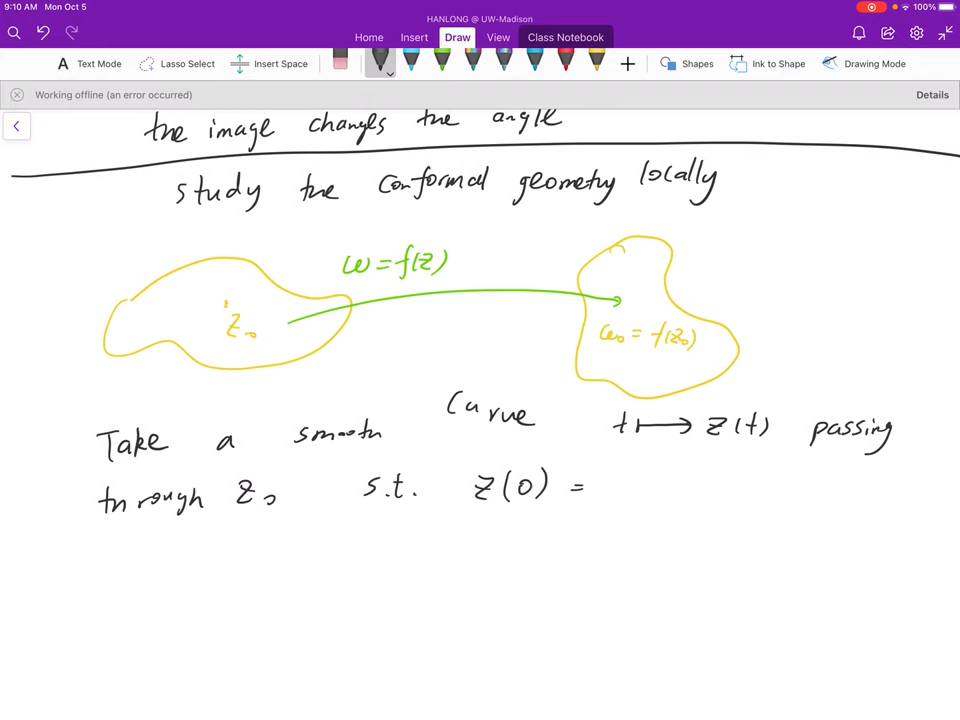 9:10 AM Mon Oct 5
100%
HANLONG @ UW-Madison
Home Insert Draw View Class Notebook
Text Mode Lasso Select Insert Space Shapes Ink to Shape Drawing Mode
Working offline (an error occurred) Details
the image changes the angle
study the conformal geometry locally
w = f(z)
z₀
w₀ = f(z₀)
Take a smooth curve t ↦ z(t) passing
through z₀ s.t. z(0) =